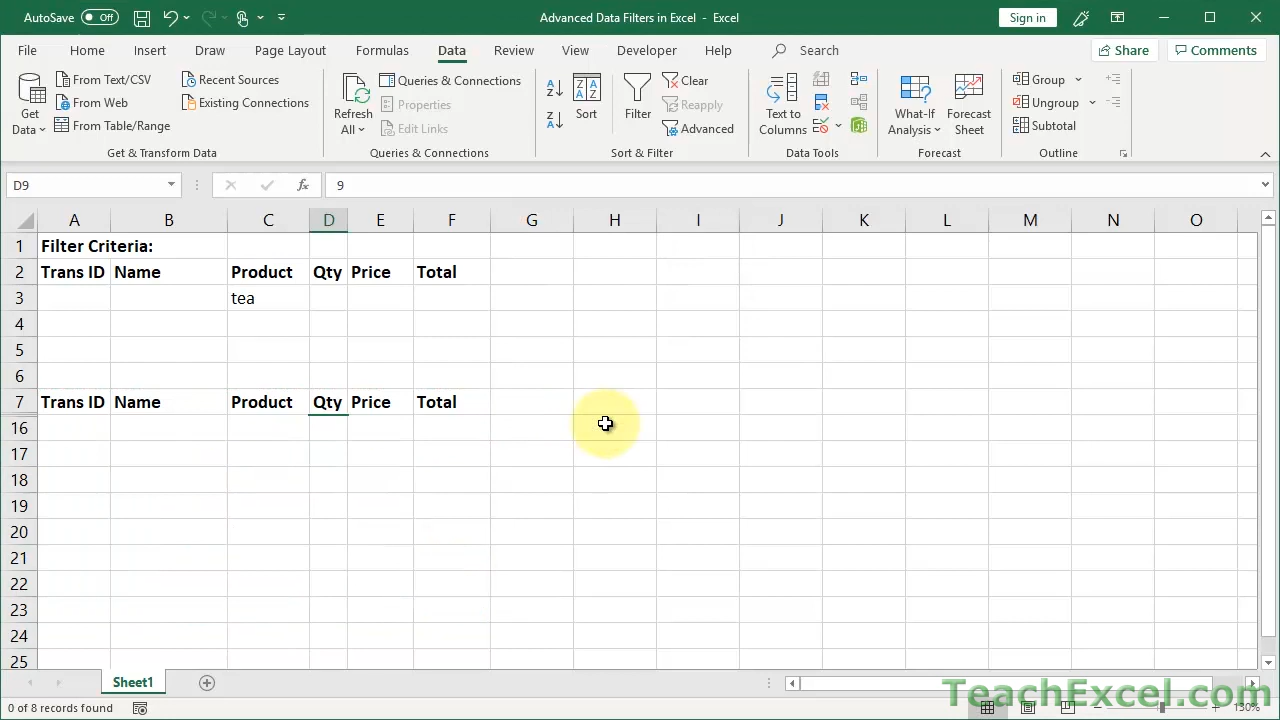 AutoSave Off
Advanced Data Filters in Excel - Excel
Sign in
File Home Insert Draw Page Layout Formulas Data Review View Developer Help Search
Share Comments
Get Data
From Text/CSV
From Web
From Table/Range
Recent Sources
Existing Connections
Get & Transform Data
Refresh All
Queries & Connections
Properties
Edit Links
Queries & Connections
Sort
Filter
Clear
Reapply
Advanced
Sort & Filter
Text to Columns
Data Tools
What-If Analysis
Forecast Sheet
Forecast
Group
Ungroup
Subtotal
Outline
D9
fx
9
A B C D E F G H I J K L M N O
1 Filter Criteria:
2 Trans ID Name Product Qty Price Total
3 tea
4
5
6
7 Trans ID Name Product Qty Price Total
16
17
18
19
20
21
22
23
24
25
Sheet1
0 of 8 records found
130%
TeachExcel.com